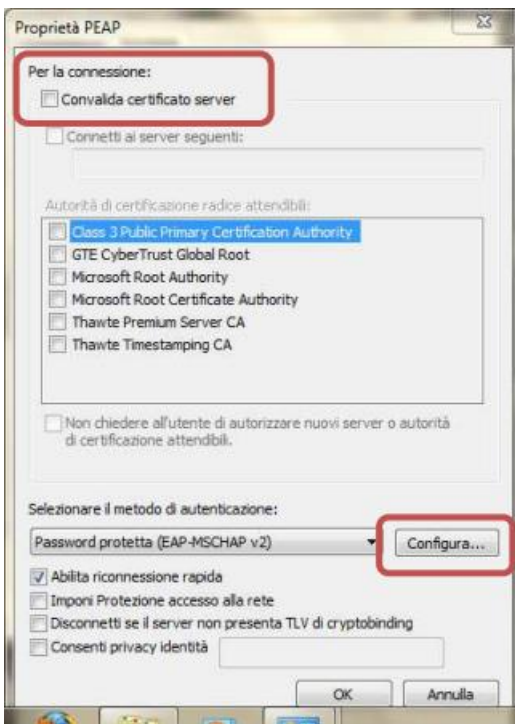 Proprietà PEAP
Per la connessione:
Convalida certificato server
Connetti ai server seguenti:
Autorità di certificazione radice attendibili:
Class 3 Public Primary Certification Authority
GTE CyberTrust Global Root
Microsoft Root Authority
Microsoft Root Certificate Authority
Thawte Premium Server CA
Thawte Timestamping CA
Non chiedere all'utente di autorizzare nuovi server o autorità
di certificazione attendibili.
Selezionare il metodo di autenticazione:
Password protetta (EAP-MSCHAP v2)
Configura...
Abilita riconnessione rapida
Imponi Protezione accesso alla rete
Disconnetti se il server non presenta TLV di cryptobinding
Consenti privacy identità
OK
Annulla